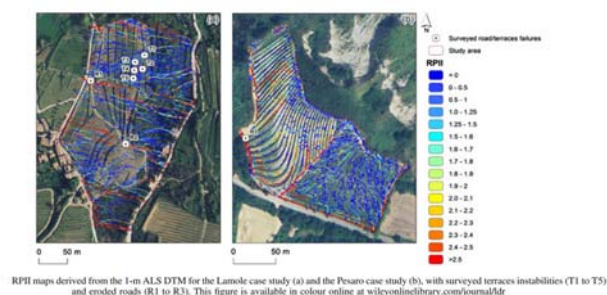 (a)
(b)
N
Surveyed road/terraces failures
Study area
RPII
< 0
0 - 0.5
0.5 - 1
1.0 - 1.25
1.25 - 1.5
1.5 - 1.6
1.6 - 1.7
1.7 - 1.8
1.8 - 1.9
1.9 - 2
2.0 - 2.1
2.1 - 2.2
2.2 - 2.3
2.3 - 2.4
2.4 - 2.5
>2.5
0 50 m
0 50 m
RPII maps derived from the 1-m ALS DTM for the Lamole case study (a) and the Pesaro case study (b), with surveyed terraces instabilities (T1 to T5)
and eroded roads (R1 to R3). This figure is available in colour online at wileyonlinelibrary.com/journal/ldr